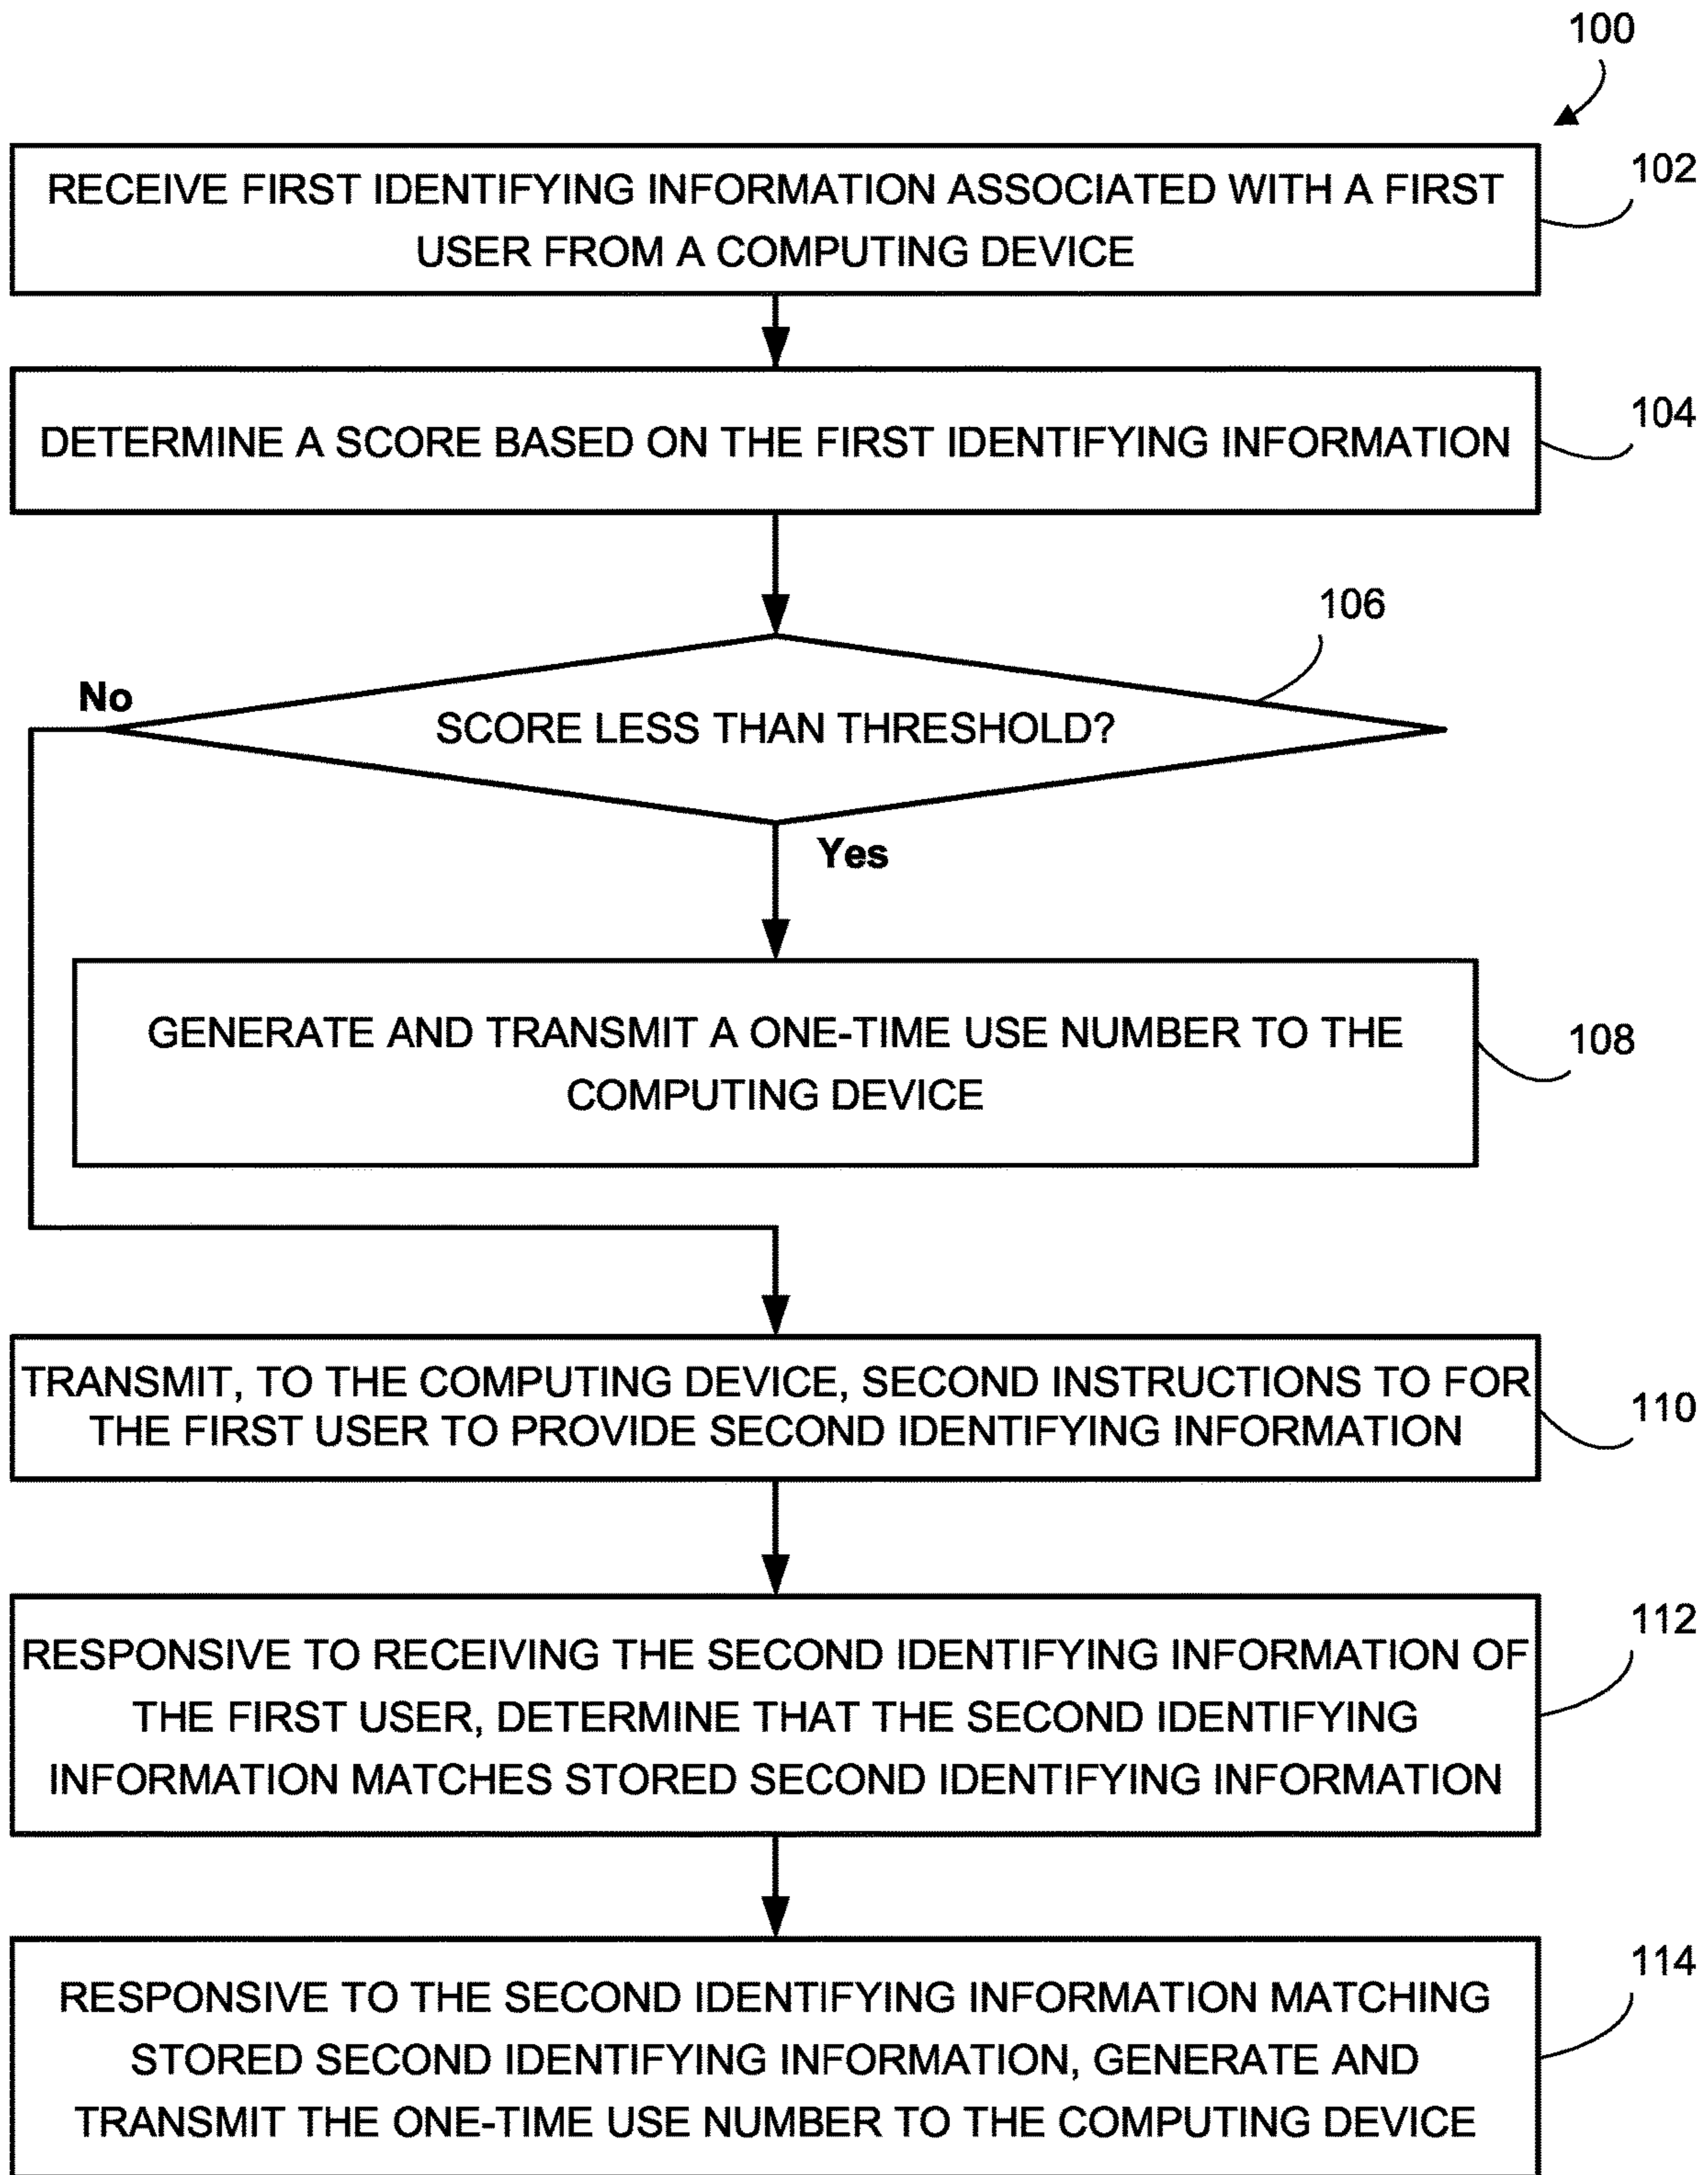 100
RECEIVE FIRST IDENTIFYING INFORMATION ASSOCIATED WITH A FIRST
USER FROM A COMPUTING DEVICE
102
DETERMINE A SCORE BASED ON THE FIRST IDENTIFYING INFORMATION
104
106
No
SCORE LESS THAN THRESHOLD?
Yes
GENERATE AND TRANSMIT A ONE-TIME USE NUMBER TO THE
COMPUTING DEVICE
108
TRANSMIT, TO THE COMPUTING DEVICE, SECOND INSTRUCTIONS TO FOR
THE FIRST USER TO PROVIDE SECOND IDENTIFYING INFORMATION
110
RESPONSIVE TO RECEIVING THE SECOND IDENTIFYING INFORMATION OF
THE FIRST USER, DETERMINE THAT THE SECOND IDENTIFYING
INFORMATION MATCHES STORED SECOND IDENTIFYING INFORMATION
112
RESPONSIVE TO THE SECOND IDENTIFYING INFORMATION MATCHING
STORED SECOND IDENTIFYING INFORMATION, GENERATE AND
TRANSMIT THE ONE-TIME USE NUMBER TO THE COMPUTING DEVICE
114